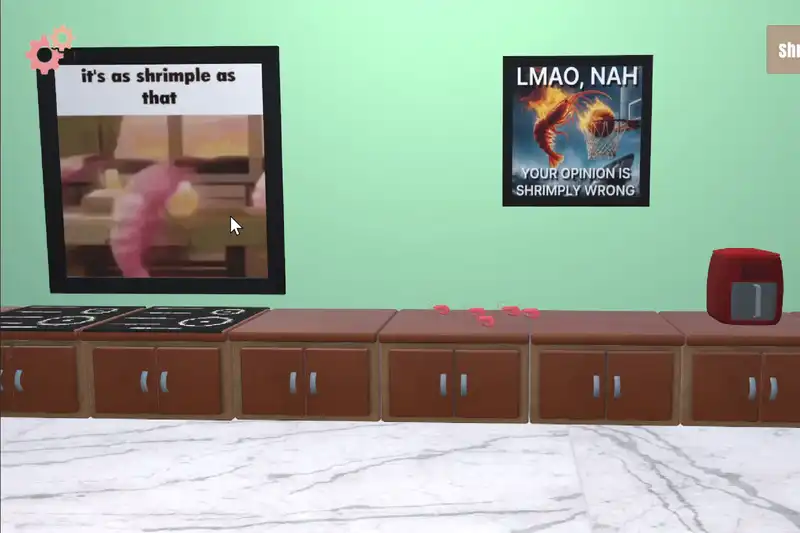 it's as shrimple as
that
LMAO, NAH
YOUR OPINION IS
SHRIMPLY WRONG